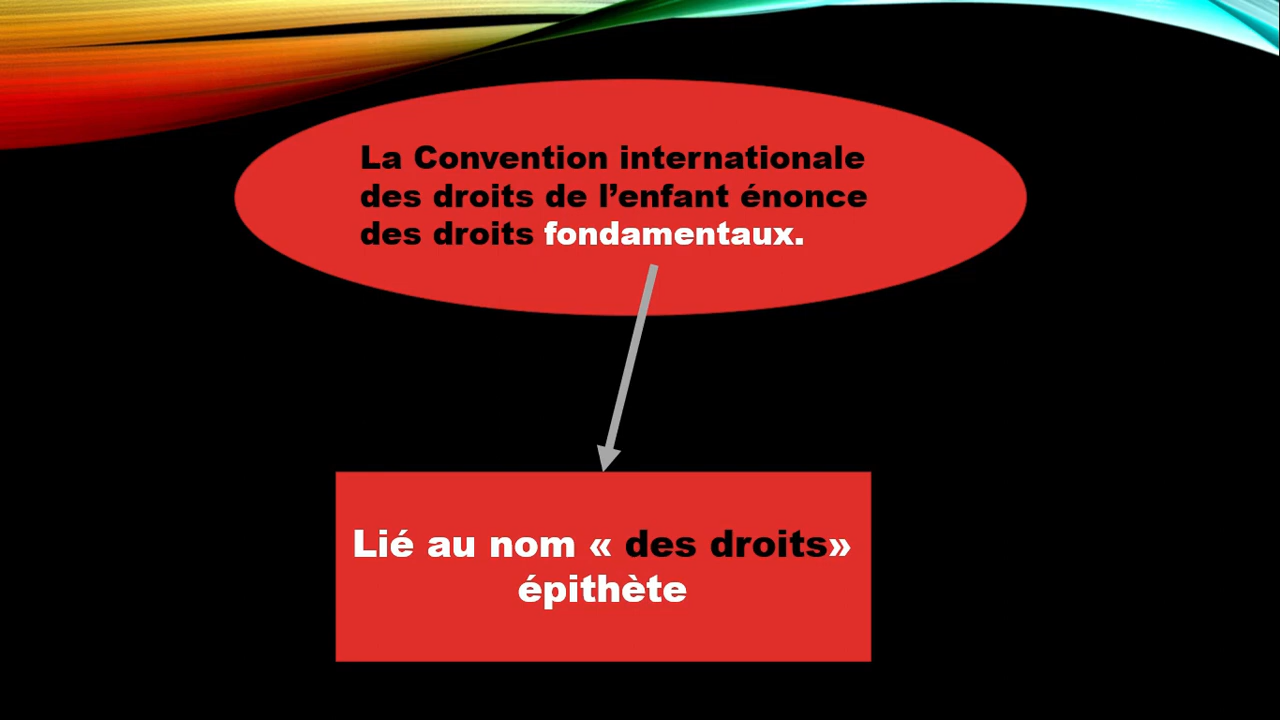 La Convention internationale
des droits de l’enfant énonce
des droits fondamentaux.
Lié au nom « des droits»
épithète